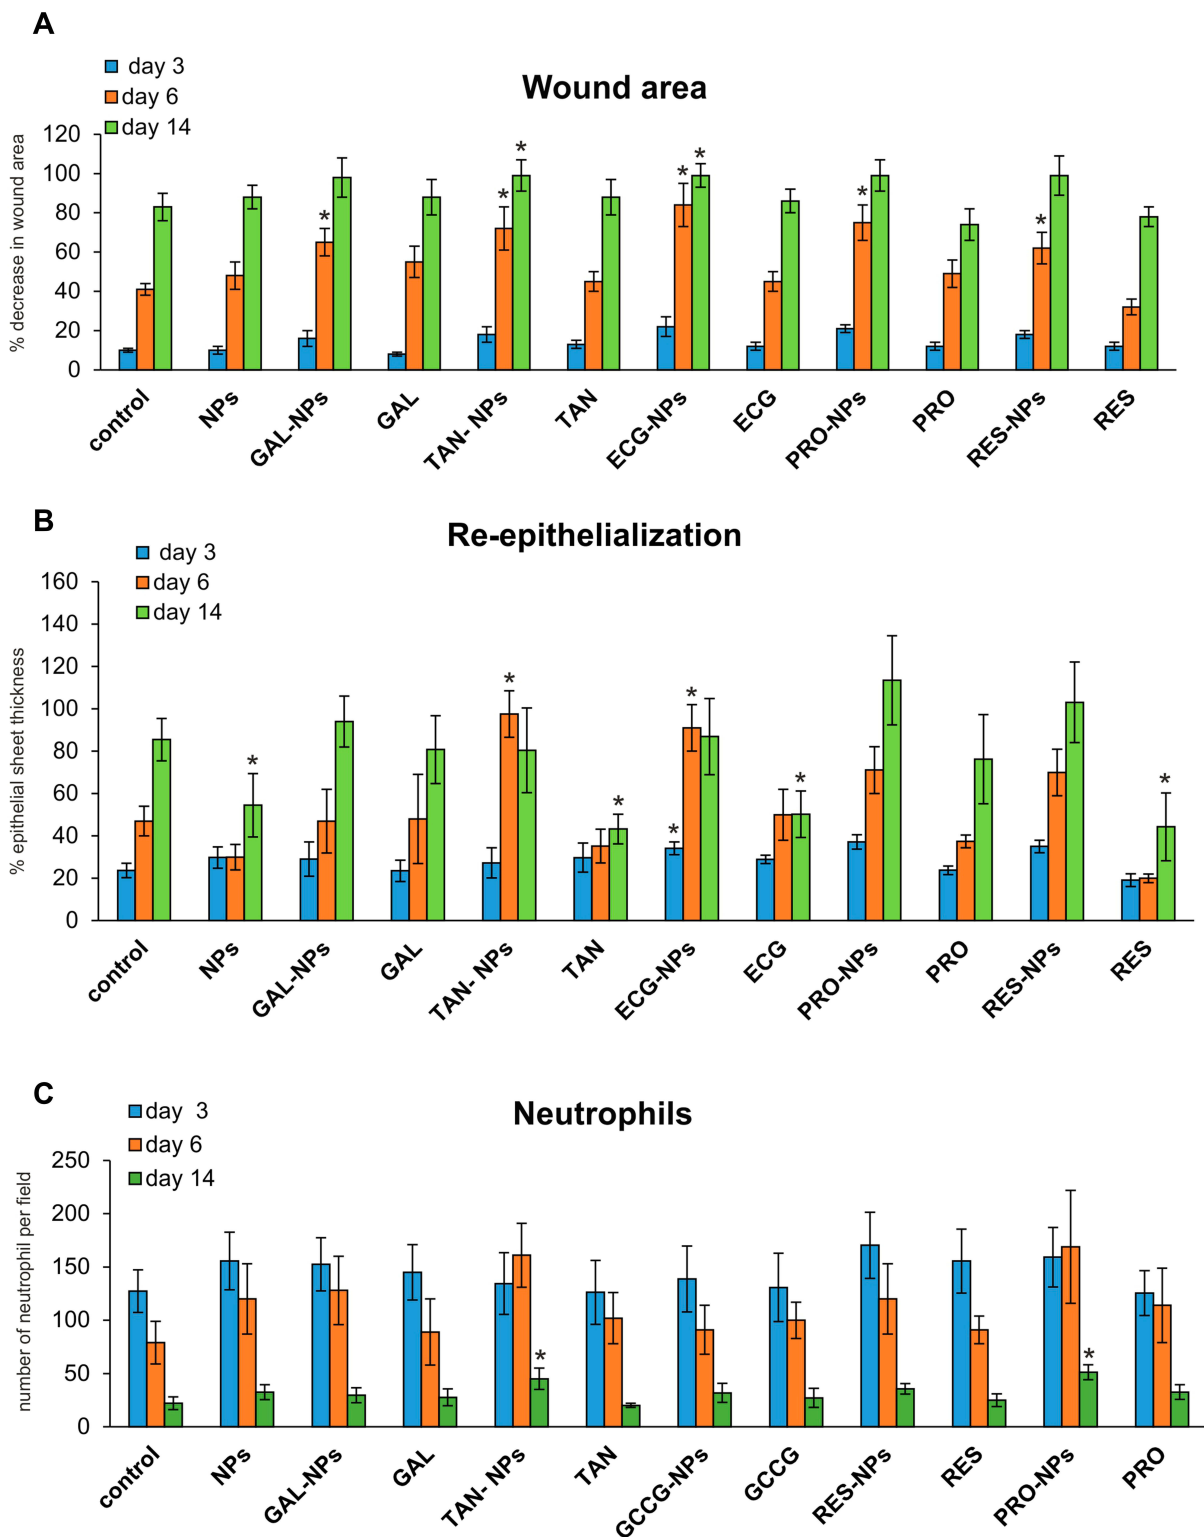 A
day 3
day 6
day 14
Wound area
% decrease in wound area
120
100
80
60
40
20
0
* * * * * * *
control NPs GAL-NPs GAL TAN- NPs TAN ECG-NPs ECG PRO-NPs PRO RES-NPs RES
B
Re-epithelialization
day 3
day 6
day 14
% epithelial sheet thickness
160
140
120
100
80
60
40
20
0
* * * * * * *
control NPs GAL-NPs GAL TAN- NPs TAN ECG-NPs ECG PRO-NPs PRO RES-NPs RES
C
Neutrophils
day 3
day 6
day 14
number of neutrophil per field
250
200
150
100
50
0
* *
control NPs GAL-NPs GAL TAN- NPs TAN GCCG-NPs GCCG RES-NPs RES PRO-NPs PRO